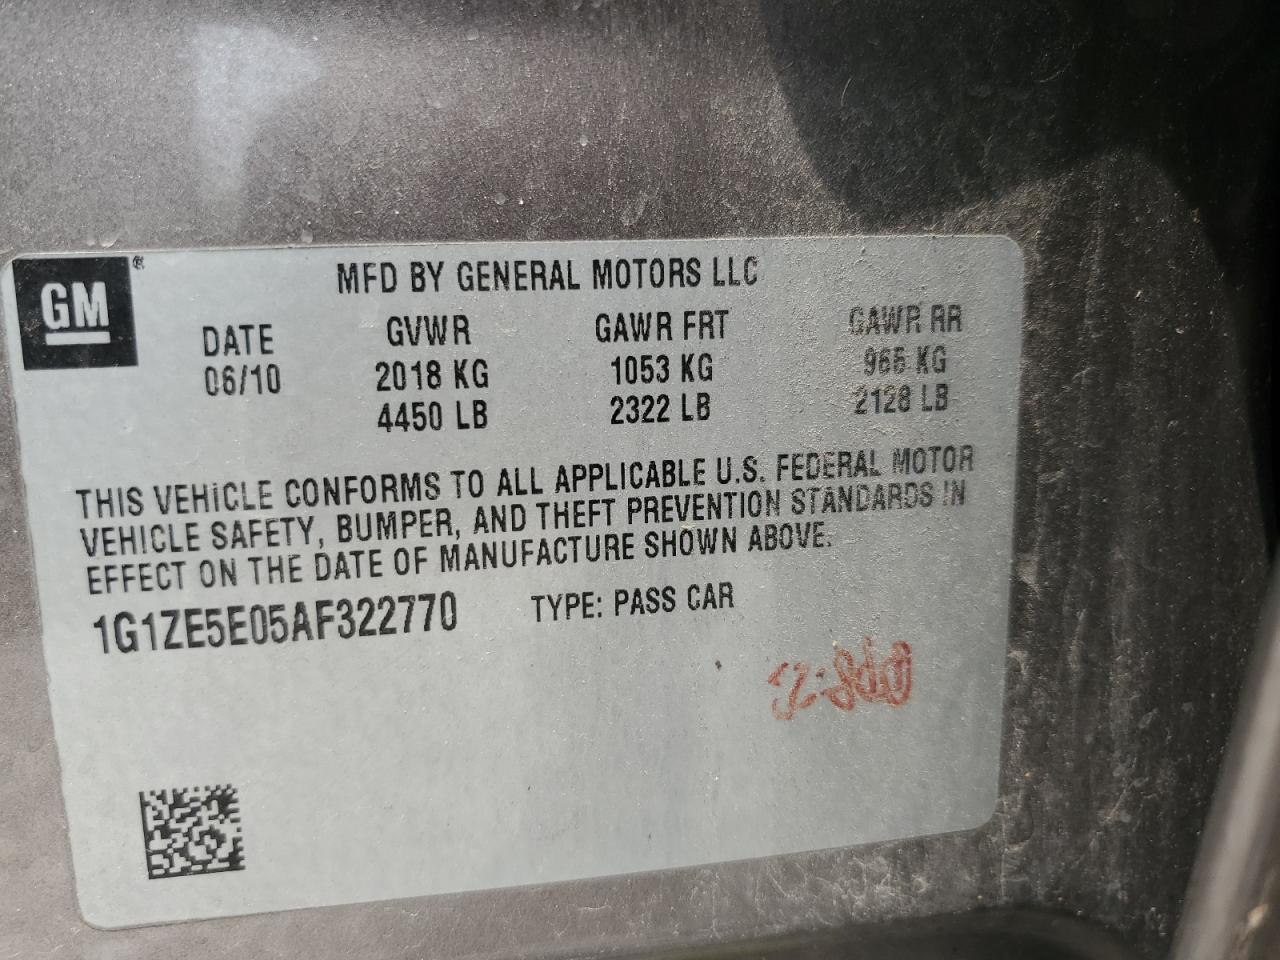 GM ®
MFD BY GENERAL MOTORS LLC
DATE GVWR GAWR FRT GAWR RR
06/10 2018 KG 1053 KG 965 KG
4450 LB 2322 LB 2128 LB
THIS VEHICLE CONFORMS TO ALL APPLICABLE U.S. FEDERAL MOTOR
VEHICLE SAFETY, BUMPER, AND THEFT PREVENTION STANDARDS IN
EFFECT ON THE DATE OF MANUFACTURE SHOWN ABOVE.
1G1ZE5E05AF322770 TYPE: PASS CAR